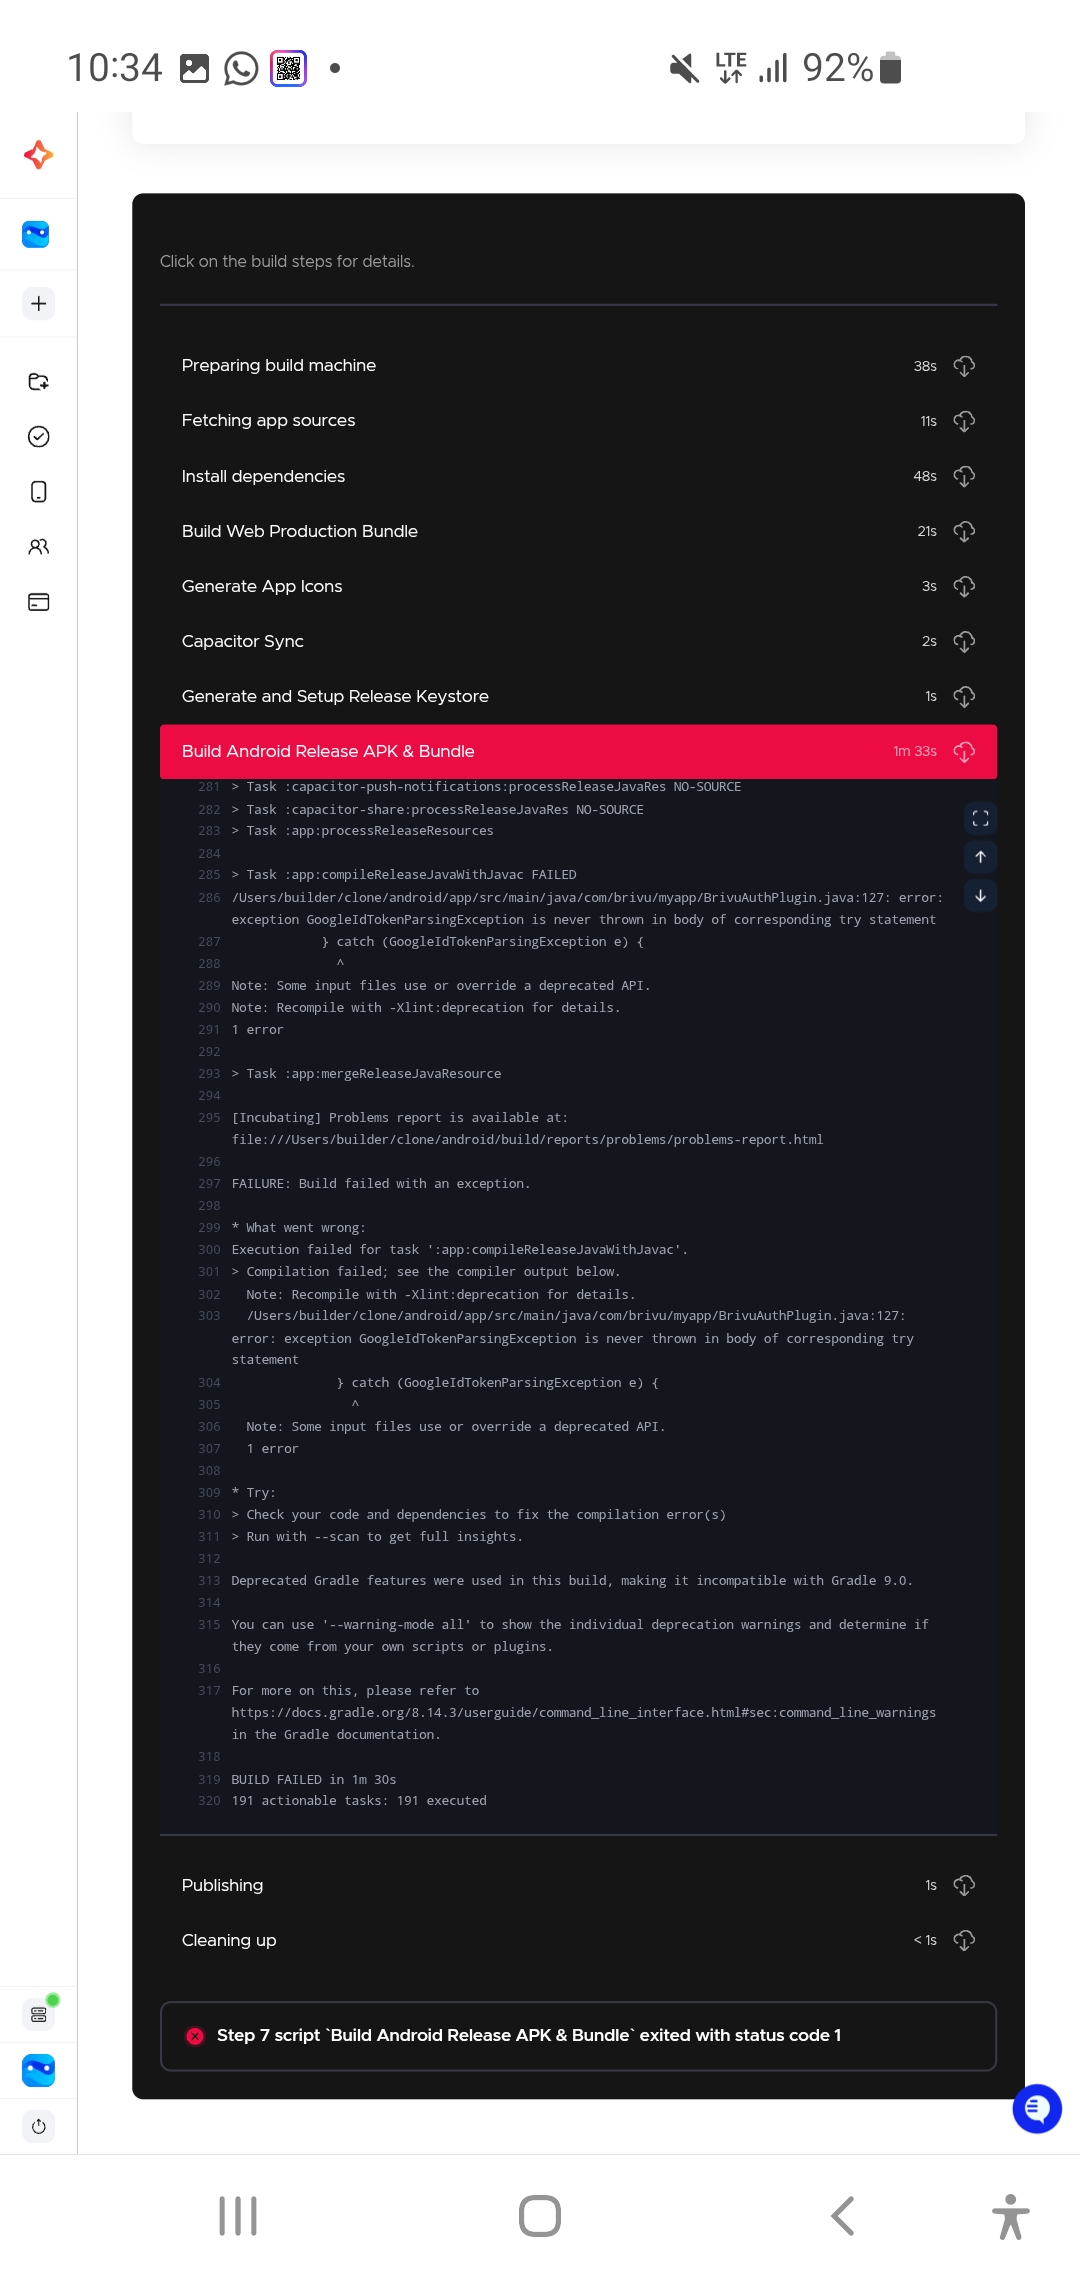 10:34
LTE
92%
Click on the build steps for details.
Preparing build machine 38s
Fetching app sources 11s
Install dependencies 48s
Build Web Production Bundle 21s
Generate App Icons 3s
Capacitor Sync 2s
Generate and Setup Release Keystore 1s
Build Android Release APK & Bundle 1m 33s
281 > Task :capacitor-push-notifications:processReleaseJavaRes NO-SOURCE
282 > Task :capacitor-share:processReleaseJavaRes NO-SOURCE
283 > Task :app:processReleaseResources
284
285 > Task :app:compileReleaseJavaWithJavac FAILED
286 /Users/builder/clone/android/app/src/main/java/com/brivu/myapp/BrivuAuthPlugin.java:127: error:
exception GoogleIdTokenParsingException is never thrown in body of corresponding try statement
287 } catch (GoogleIdTokenParsingException e) {
288 ^
289 Note: Some input files use or override a deprecated API.
290 Note: Recompile with -Xlint:deprecation for details.
291 1 error
292
293 > Task :app:mergeReleaseJavaResource
294
295 [Incubating] Problems report is available at:
file:///Users/builder/clone/android/build/reports/problems/problems-report.html
296
297 FAILURE: Build failed with an exception.
298
299 * What went wrong:
300 Execution failed for task ':app:compileReleaseJavaWithJavac'.
301 > Compilation failed; see the compiler output below.
302 Note: Recompile with -Xlint:deprecation for details.
303 /Users/builder/clone/android/app/src/main/java/com/brivu/myapp/BrivuAuthPlugin.java:127:
error: exception GoogleIdTokenParsingException is never thrown in body of corresponding try
statement
304 } catch (GoogleIdTokenParsingException e) {
305 ^
306 Note: Some input files use or override a deprecated API.
307 1 error
308
309 * Try:
310 > Check your code and dependencies to fix the compilation error(s)
311 > Run with --scan to get full insights.
312
313 Deprecated Gradle features were used in this build, making it incompatible with Gradle 9.0.
314
315 You can use '--warning-mode all' to show the individual deprecation warnings and determine if
they come from your own scripts or plugins.
316
317 For more on this, please refer to
https://docs.gradle.org/8.14.3/userguide/command_line_interface.html#sec:command_line_warnings
in the Gradle documentation.
318
319 BUILD FAILED in 1m 30s
320 191 actionable tasks: 191 executed
Publishing 1s
Cleaning up < 1s
Step 7 script `Build Android Release APK & Bundle` exited with status code 1